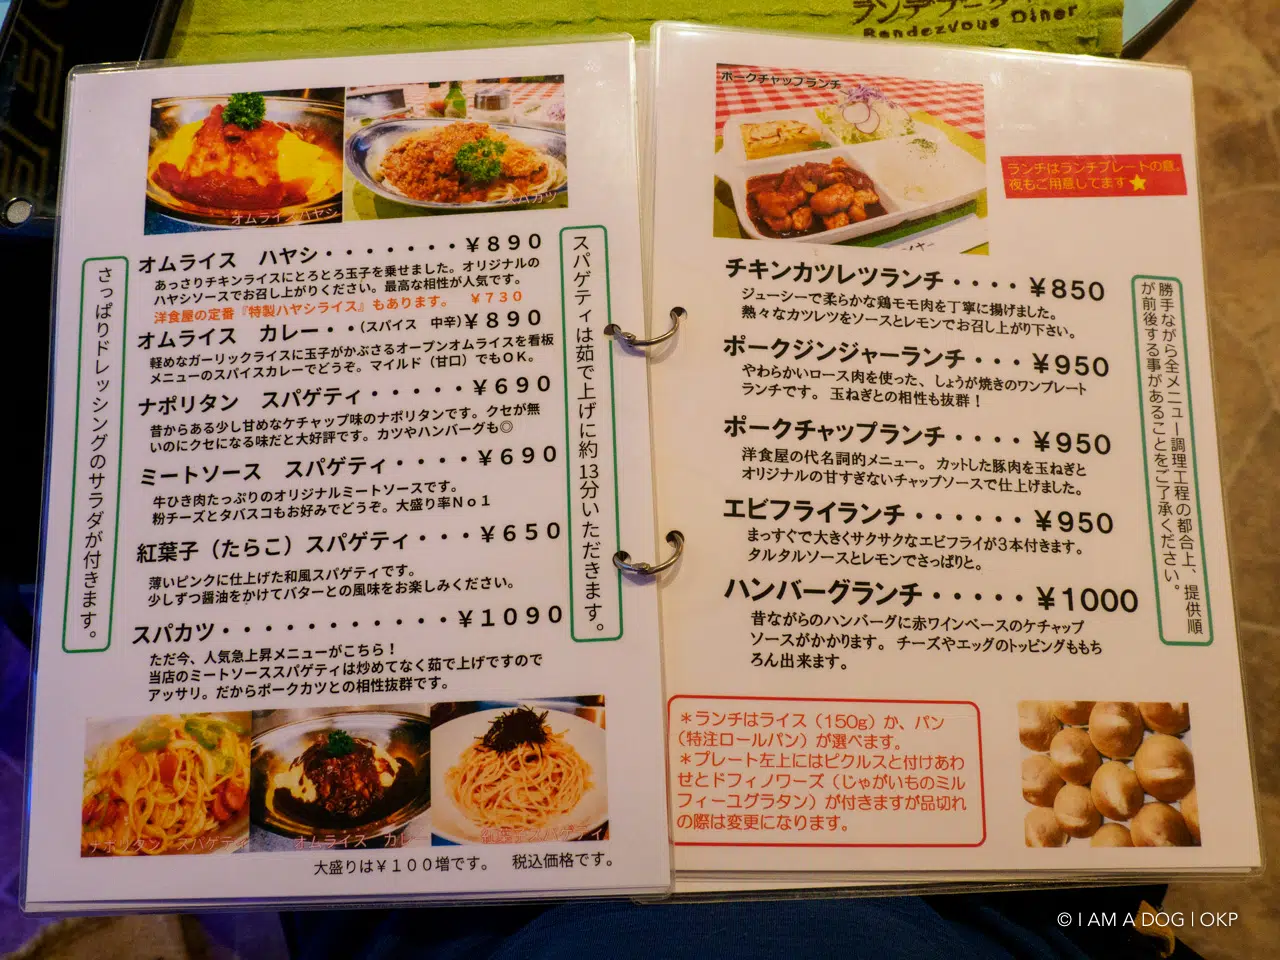 ランデブーダイナー
Rendezvous Diner
オムライスハヤシ
スパカツ
オムライス　ハヤシ・・・・・・・￥８９０
あっさりチキンライスにとろとろ玉子を乗せました。オリジナルの
ハヤシソースでお召し上がりください。最高な相性が人気です。
洋食屋の定番『特製ハヤシライス』もあります。　￥７３０
オムライス　カレー・・（スパイス　中辛）￥８９０
軽めなガーリックライスに玉子がかぶさるオープンオムライスを看板
メニューのスパイスカレーでどうぞ。マイルド（甘口）でもＯＫ。
ナポリタン　スパゲティ・・・・・￥６９０
昔からある少し甘めなケチャップ味のナポリタンです。クセが無
いのにクセになる味だと大好評です。カツやハンバーグも◎
ミートソース　スパゲティ・・・・￥６９０
牛ひき肉たっぷりのオリジナルミートソースです。
粉チーズとタバスコもお好みでどうぞ。大盛り率Ｎｏ１
紅葉子（たらこ）スパゲティ・・・￥６５０
薄いピンクに仕上げた和風スパゲティです。
少しずつ醤油をかけてバターとの風味をお楽しみください。
スパカツ・・・・・・・・・・・￥１０９０
ただ今、人気急上昇メニューがこちら！
当店のミートソーススパゲティは炒めてなく茹で上げですので
アッサリ。だからポークカツとの相性抜群です。
さっぱりドレッシングのサラダが付きます。
スパゲティは茹で上げに約13分いただきます。
ナポリタン　スパゲティ
オムライス　カレー
紅葉子スパゲティ
大盛りは￥１００増です。　税込価格です。
ポークチャップランチ
ランチはランチプレートの意。
夜もご用意してます★
チキンカツレツランチ・・・・￥850
ジューシーで柔らかな鶏モモ肉を丁寧に揚げました。
熱々なカツレツをソースとレモンでお召し上がり下さい。
ポークジンジャーランチ・・・￥950
やわらかいロース肉を使った、しょうが焼きのワンプレート
ランチです。 玉ねぎとの相性も抜群！
ポークチャップランチ・・・・￥950
洋食屋の代名詞的メニュー。 カットした豚肉を玉ねぎと
オリジナルの甘すぎないチャップソースで仕上げました。
エビフライランチ・・・・・・￥950
まっすぐで大きくサクサクなエビフライが３本付きます。
タルタルソースとレモンでさっぱりと。
ハンバーグランチ・・・・・￥1000
昔ながらのハンバーグに赤ワインベースのケチャップ
ソースがかかります。 チーズやエッグのトッピングももち
ろん出来ます。
勝手ながら全メニュー調理工程の都合上、提供順
が前後する事があることをご了承ください。
＊ランチはライス（150g）か、パン
（特注ロールパン）が選べます。
＊プレート左上にはピクルスと付けあわ
せとドフィノワーズ（じゃがいものミル
フィーユグラタン）が付きますが品切れ
の際は変更になります。
© I AM A DOG | OKP